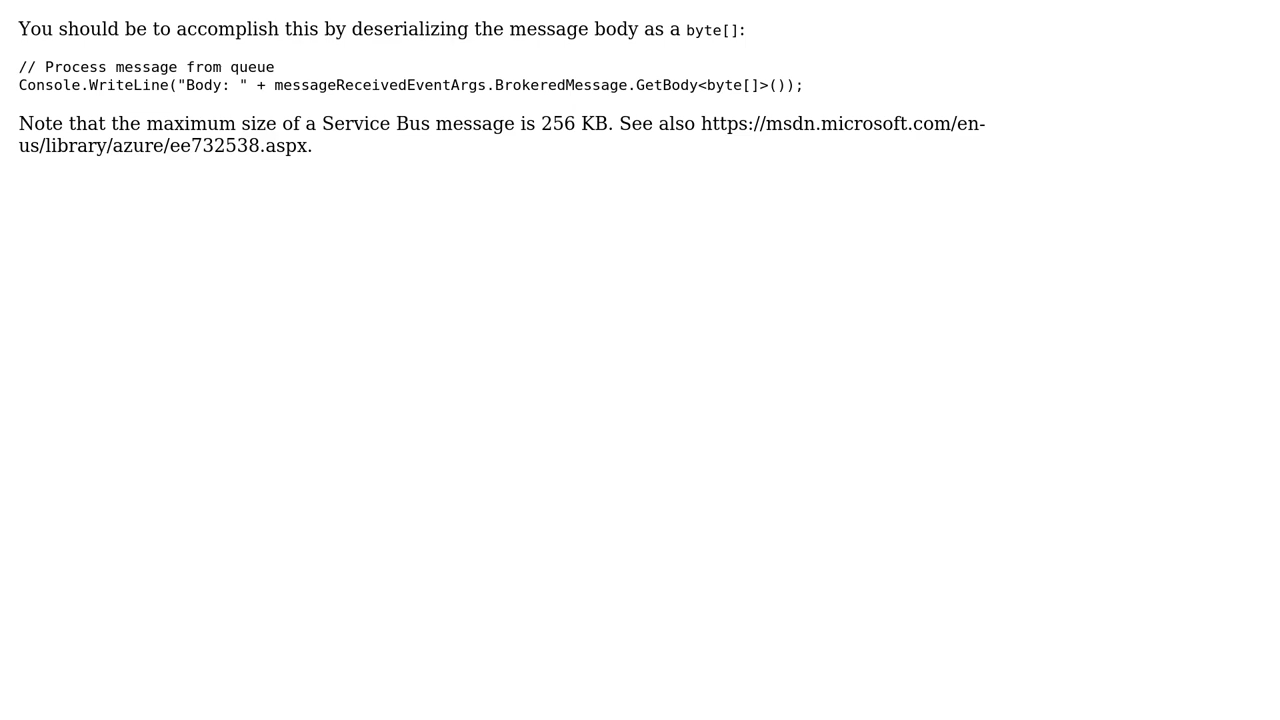 You should be to accomplish this by deserializing the message body as a byte[]:
// Process message from queue
Console.WriteLine("Body: " + messageReceivedEventArgs.BrokeredMessage.GetBody<byte[]>());
Note that the maximum size of a Service Bus message is 256 KB. See also https://msdn.microsoft.com/en-
us/library/azure/ee732538.aspx.